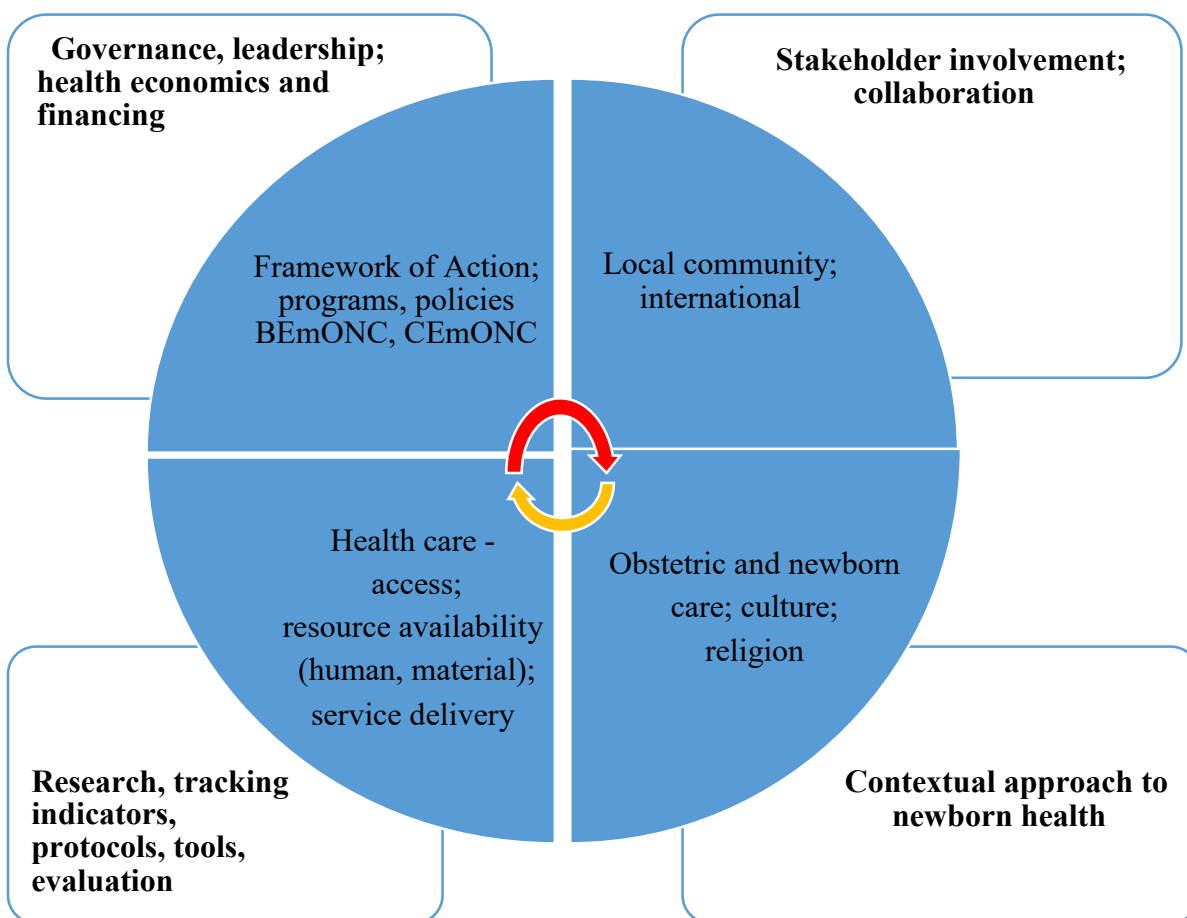 Governance, leadership;
health economics and
financing
Stakeholder involvement;
collaboration
Framework of Action;
programs, policies
BEmONC, CEmONC
Local community;
international
Health care -
access;
resource availability
(human, material);
service delivery
Obstetric and newborn
care; culture;
religion
Research, tracking
indicators,
protocols, tools,
evaluation
Contextual approach to
newborn health